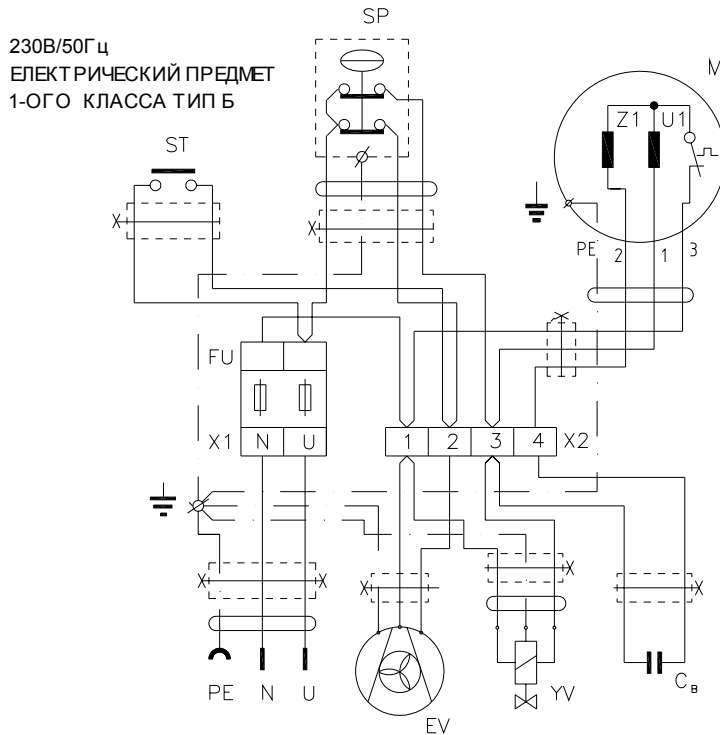 230В/50Гц
ЕЛЕКТРИЧЕСКИЙ ПРЕДМЕТ
1-ОГО КЛАССА ТИП Б
SP
M
ST
Z1 U1
PE 2 1 3
FU
X1 N U
1 2 3 4 X2
PE N U
EV
YV
Cв